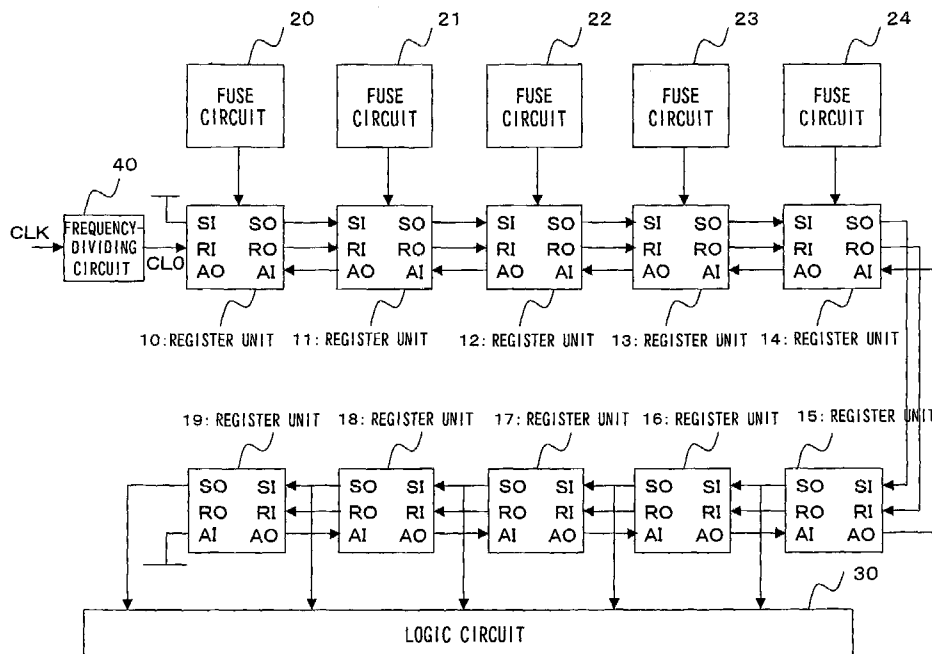 20 21 22 23 24
FUSE CIRCUIT FUSE CIRCUIT FUSE CIRCUIT FUSE CIRCUIT FUSE CIRCUIT
40
CLK FREQUENCY-DIVIDING CIRCUIT CL0
SI SO SI SO SI SO SI SO SI SO
RI RO RI RO RI RO RI RO RI RO
AO AI AO AI AO AI AO AI AO AI
10: REGISTER UNIT 11: REGISTER UNIT 12: REGISTER UNIT 13: REGISTER UNIT 14: REGISTER UNIT
19: REGISTER UNIT 18: REGISTER UNIT 17: REGISTER UNIT 16: REGISTER UNIT 15: REGISTER UNIT
SO SI SO SI SO SI SO SI SO SI
RO RI RO RI RO RI RO RI RO RI
AI AO AI AO AI AO AI AO AI AO
30
LOGIC CIRCUIT